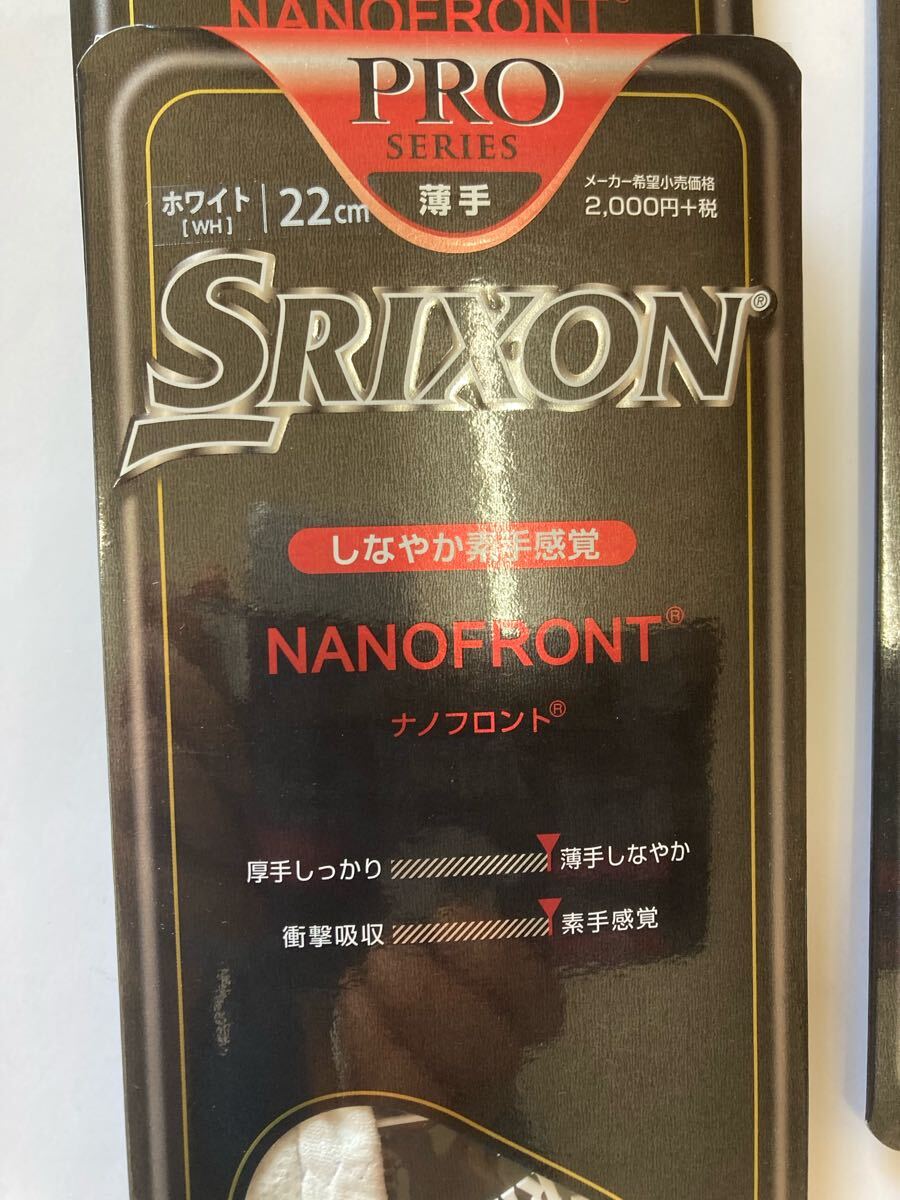 NANOFRONT®
PRO
SERIES
薄手
ホワイト
[WH]
22cm
メーカー希望小売価格
2,000円+税
SRIXON®
しなやか素手感覚
NANOFRONT®
ナノフロント®
厚手しっかり 薄手しなやか
衝撃吸収 素手感覚